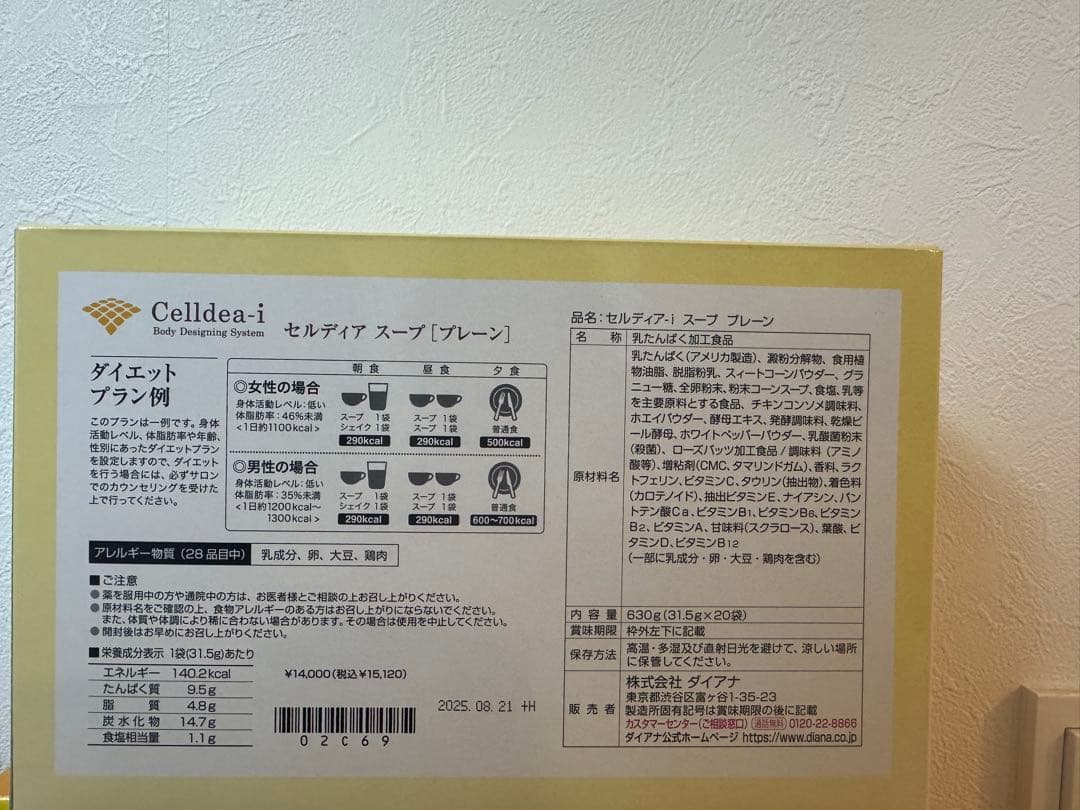 Celldea-i
Body Designing System
セルディア スープ［プレーン］
ダイエット
プラン例
このプランは一例です。身体
活動レベル、体脂肪率や年齢、
性別にあったダイエットプラン
を設定しますので、ダイエット
を行う場合には、必ずサロン
でのカウンセリングを受けた
上で行ってください。
朝食 昼食 夕食
◎女性の場合
身体活動レベル:低い
体脂肪率:46%未満
<1日約1100kcal>
スープ 1袋
シェイク 1袋
290kcal
スープ 1袋
スープ 1袋
290kcal
普通食
500kcal
◎男性の場合
身体活動レベル:低い
体脂肪率:35%未満
<1日約1200kcal〜
1300kcal>
スープ 1袋
シェイク 1袋
290kcal
スープ 1袋
スープ 1袋
290kcal
普通食
600〜700kcal
アレルギー物質（28品目中） 乳成分、卵、大豆、鶏肉
■ご注意
●薬を服用中の方や通院中の方は、お医者様とご相談の上お召し上がりください。
●原材料名をご確認の上、食物アレルギーのある方はお召し上がりにならないでください。
また、体質や体調により稀に合わない場合があります。その場合は使用を中止してください。
●開封後はお早めにお召し上がりください。
■栄養成分表示 1袋(31.5g)あたり
エネルギー 140.2kcal
たんぱく質 9.5g
脂質 4.8g
炭水化物 14.7g
食塩相当量 1.1g
¥14,000(税込¥15,120)
02C69
2025.08.21 +H
品名:セルディア-i スープ プレーン
名称 乳たんぱく加工食品
原材料名
乳たんぱく(アメリカ製造)、澱粉分解物、食用植
物油脂、脱脂粉乳、スィートコーンパウダー、グラ
ニュー糖、全卵粉末、粉末コーンスープ、食塩、乳等
を主要原料とする食品、チキンコンソメ調味料、
ホエイパウダー、酵母エキス、発酵調味料、乾燥ビ
ール酵母、ホワイトペッパーパウダー、乳酸菌粉末
(殺菌)、ローズハッツ加工食品/調味料(アミノ
酸等)、増粘剤(CMC、タマリンドガム)、香料、ラク
トフェリン、ビタミンC、タウリン(抽出物)、着色料
(カロテノイド)、抽出ビタミンE、ナイアシン、パン
トテン酸Ca、ビタミンB1、ビタミンB6、ビタミン
B2、ビタミンA、甘味料(スクラロース)、葉酸、ビ
タミンD、ビタミンB12
(一部に乳成分・卵・大豆・鶏肉を含む)
内容量 630g(31.5g×20袋)
賞味期限 枠外左下に記載
保存方法 高温・多湿及び直射日光を避けて、涼しい場所
に保管してください。
販売者
株式会社 ダイアナ
東京都渋谷区富ヶ谷1-35-23
製造所固有記号は賞味期限の後に記載
カスタマーセンター(ご相談窓口) 通話無料 0120-22-8866
ダイアナ公式ホームページ https://www.diana.co.jp